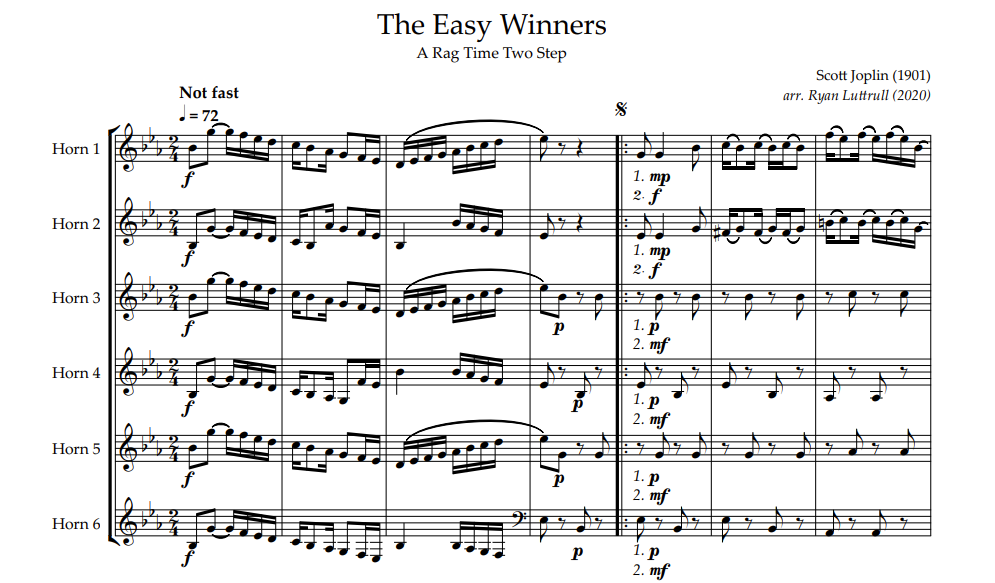 The Easy Winners
A Rag Time Two Step
Scott Joplin (1901)
Not fast
arr. Ryan Luttrull (2020)
♩ = 72
Horn 1
f
1. mp
2. f
Horn 2
f
1. mp
2. f
Horn 3
f
p
1. p
2. mf
Horn 4
f
p
1. p
2. mf
Horn 5
f
p
1. p
2. mf
Horn 6
f
p
1. p
2. mf